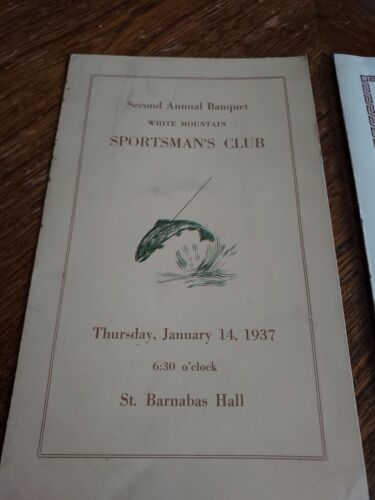 Second Annual Banquet
WHITE MOUNTAIN
SPORTSMAN'S CLUB
Thursday, January 14, 1937
6:30 o'clock
St. Barnabas Hall